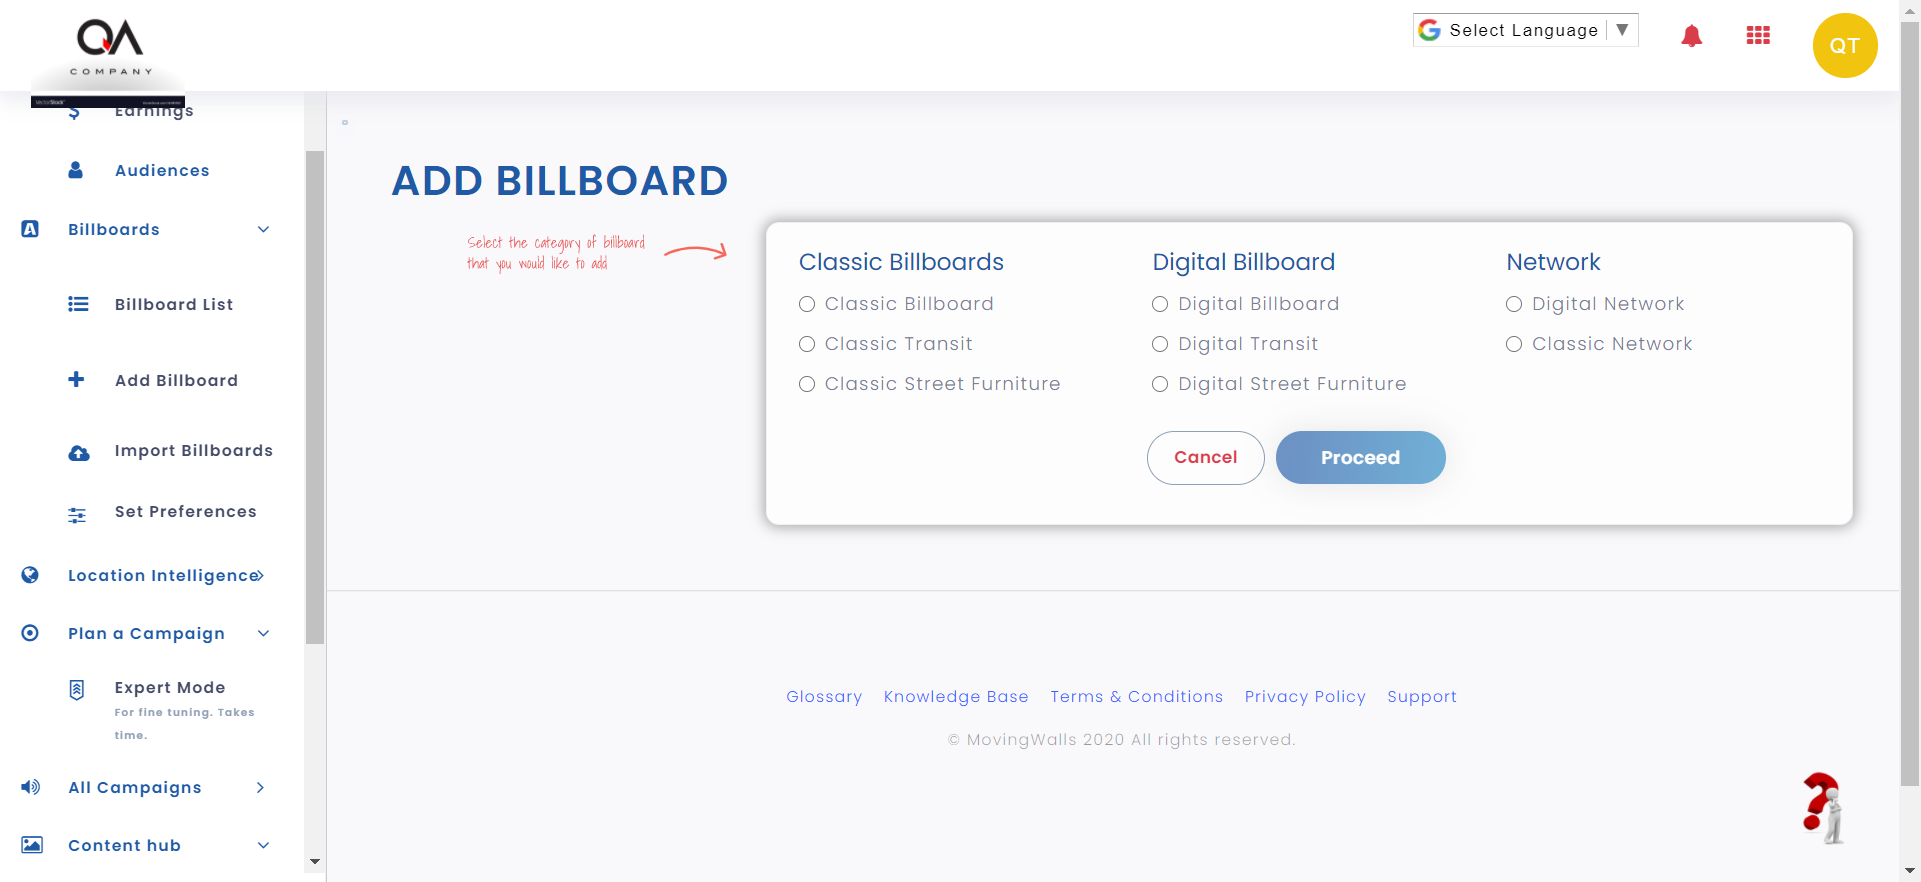 QA
COMPANY
VectorStock
Select Language ▼
QT
Earnings
Audiences
Billboards
Billboard List
Add Billboard
Import Billboards
Set Preferences
Location Intelligence
Plan a Campaign
Expert Mode
For fine tuning. Takes
time.
All Campaigns
Content hub
ADD BILLBOARD
Select the category of billboard
that you would like to add
Classic Billboards
Classic Billboard
Classic Transit
Classic Street Furniture
Digital Billboard
Digital Billboard
Digital Transit
Digital Street Furniture
Network
Digital Network
Classic Network
Cancel
Proceed
Glossary Knowledge Base Terms & Conditions Privacy Policy Support
© MovingWalls 2020 All rights reserved.